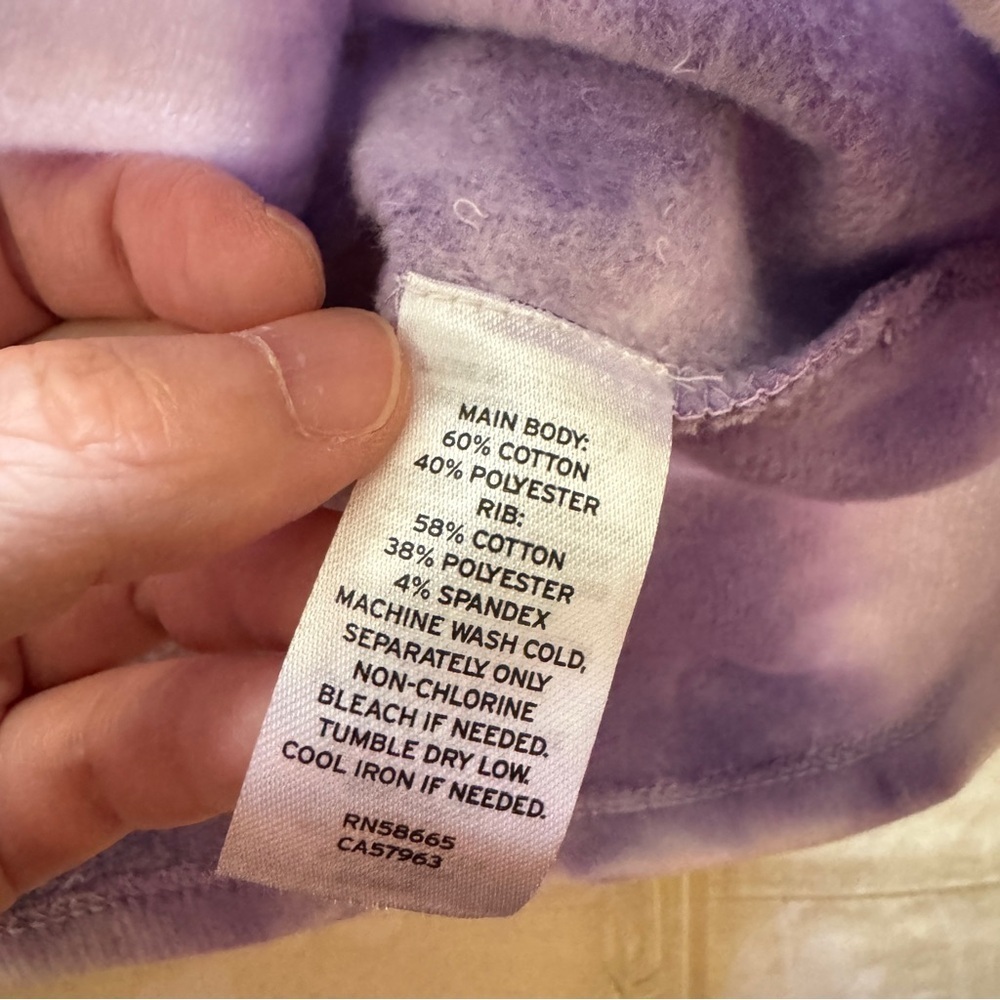 MAIN BODY:
60% COTTON
40% POLYESTER
RIB:
58% COTTON
38% POLYESTER
4% SPANDEX
MACHINE WASH COLD,
SEPARATELY ONLY
NON-CHLORINE
BLEACH IF NEEDED.
TUMBLE DRY LOW.
COOL IRON IF NEEDED.
RN58665
CA57963